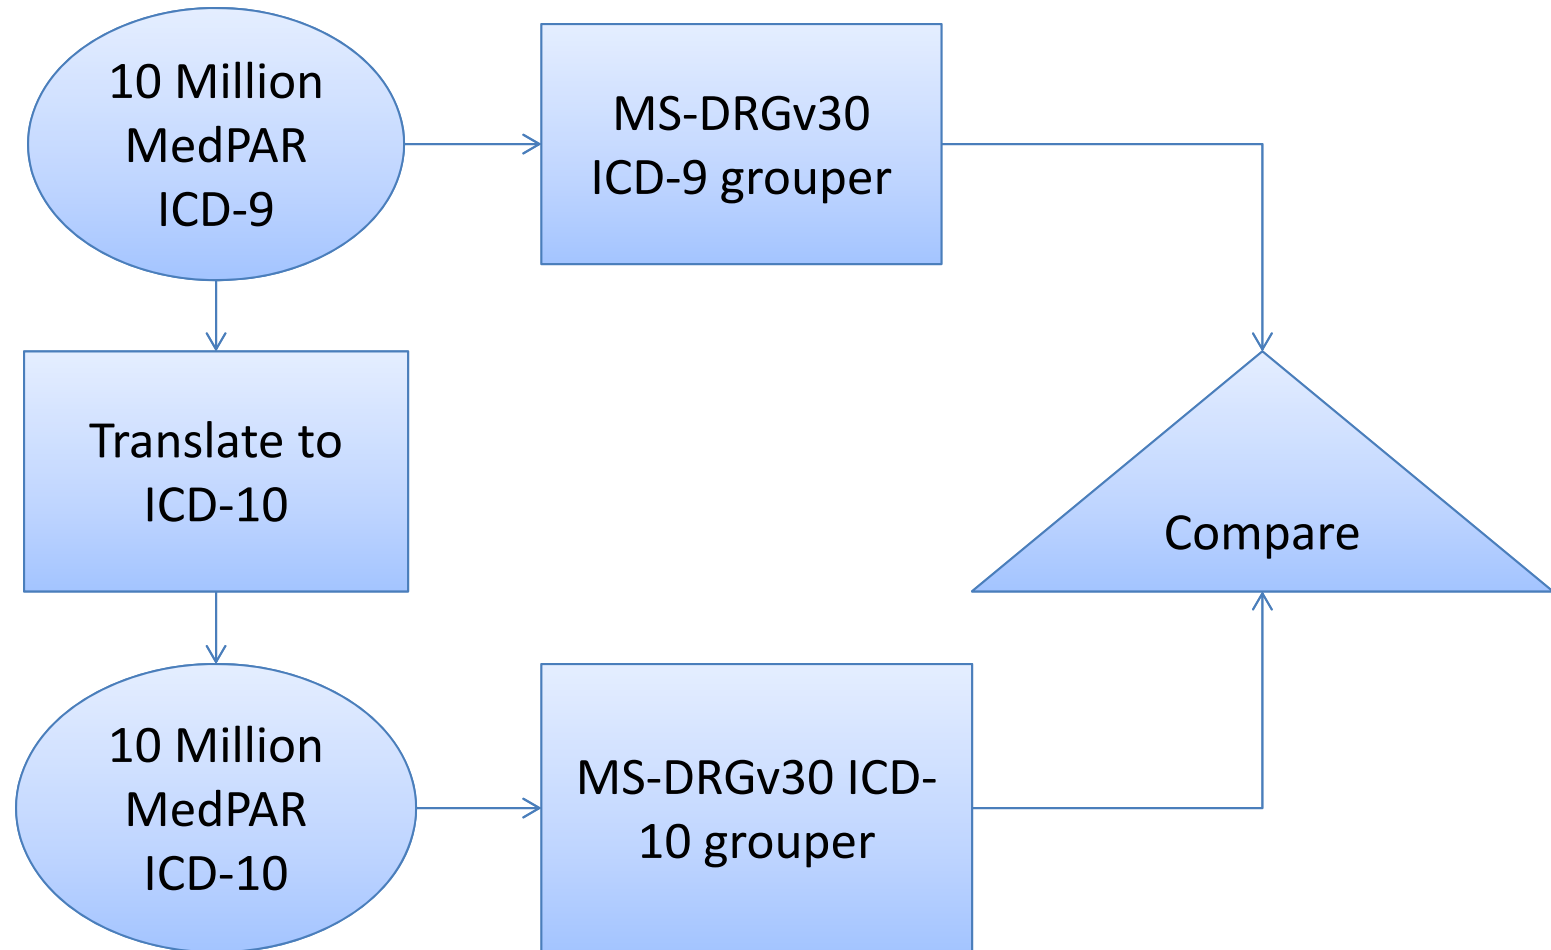 10 Million
MedPAR
ICD-9
MS-DRGv30
ICD-9 grouper
Translate to
ICD-10
Compare
10 Million
MedPAR
ICD-10
MS-DRGv30 ICD-
10 grouper